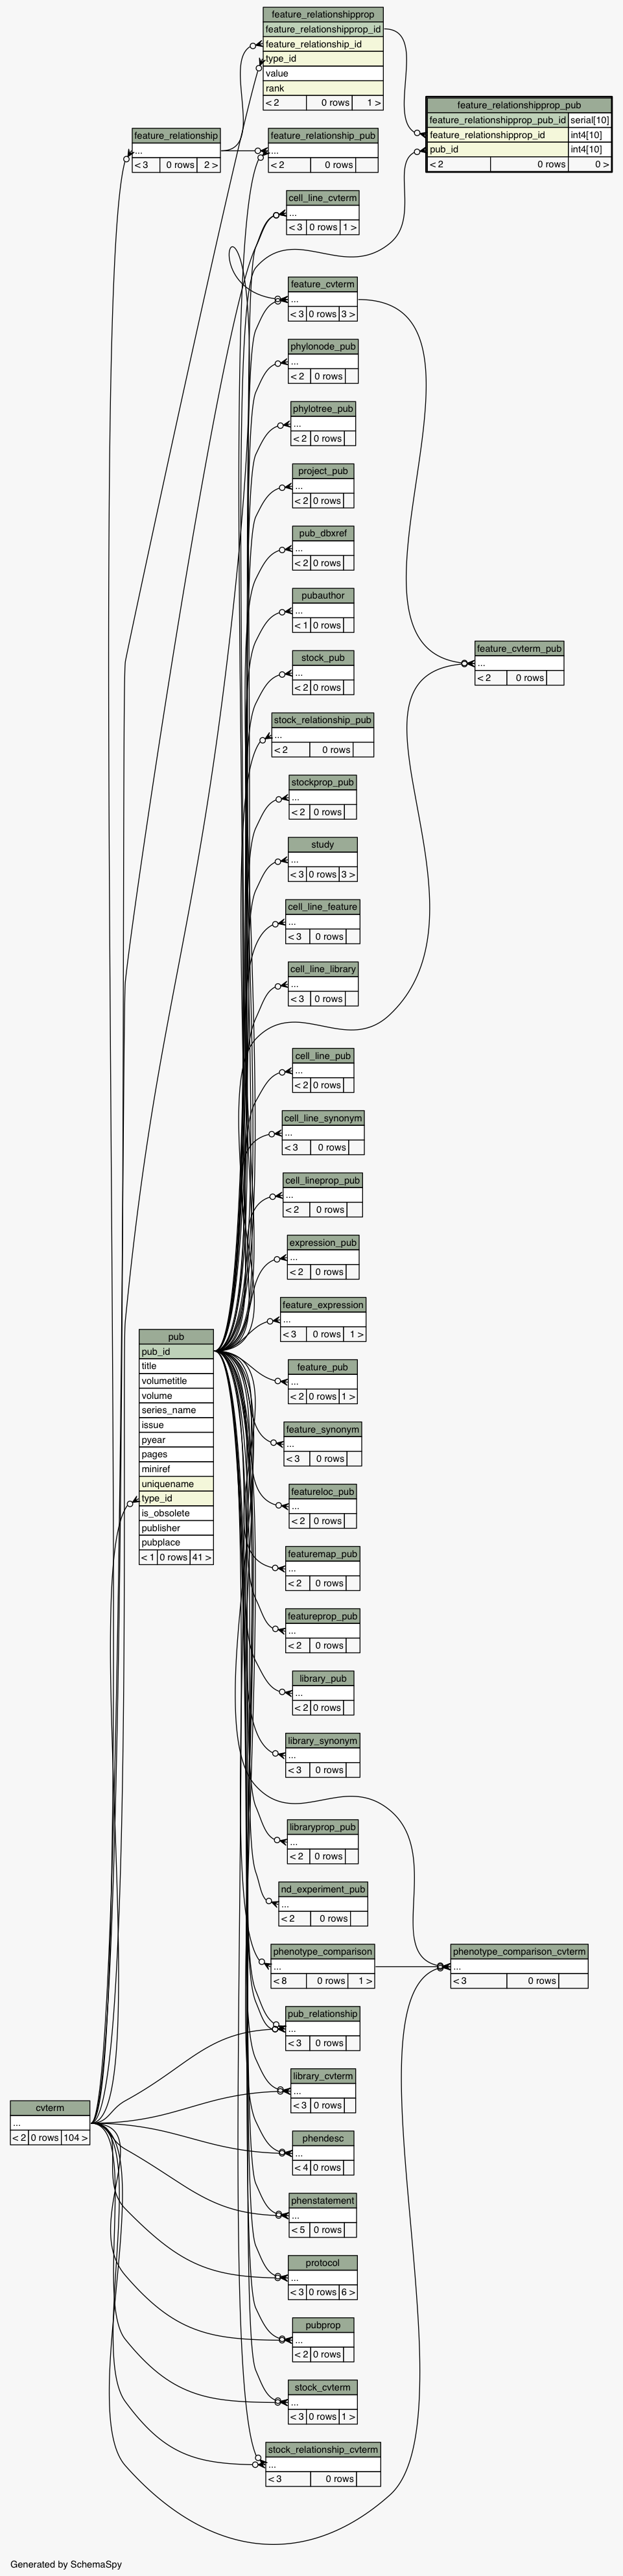 feature_relationshipprop
feature_relationshipprop_id
feature_relationship_id
type_id
value
rank
< 2 0 rows 1 >
feature_relationshipprop_pub
feature_relationshipprop_pub_id serial[10]
feature_relationshipprop_id int4[10]
pub_id int4[10]
< 2 0 rows 0 >
feature_relationship
...
< 3 0 rows 2 >
feature_relationship_pub
...
< 2 0 rows
cell_line_cvterm
...
< 3 0 rows 1 >
feature_cvterm
...
< 3 0 rows 3 >
phylonode_pub
...
< 2 0 rows
phylotree_pub
...
< 2 0 rows
project_pub
...
< 2 0 rows
pub_dbxref
...
< 2 0 rows
pubauthor
...
< 1 0 rows
feature_cvterm_pub
...
< 2 0 rows
stock_pub
...
< 2 0 rows
stock_relationship_pub
...
< 2 0 rows
stockprop_pub
...
< 2 0 rows
study
...
< 3 0 rows 3 >
cell_line_feature
...
< 3 0 rows
cell_line_library
...
< 3 0 rows
cell_line_pub
...
< 2 0 rows
cell_line_synonym
...
< 3 0 rows
cell_lineprop_pub
...
< 2 0 rows
expression_pub
...
< 2 0 rows
feature_expression
...
< 3 0 rows 1 >
pub
pub_id
title
volumetitle
volume
series_name
issue
pyear
pages
miniref
uniquename
type_id
is_obsolete
publisher
pubplace
< 1 0 rows 41 >
feature_pub
...
< 2 0 rows 1 >
feature_synonym
...
< 3 0 rows
featureloc_pub
...
< 2 0 rows
featuremap_pub
...
< 2 0 rows
featureprop_pub
...
< 2 0 rows
library_pub
...
< 2 0 rows
library_synonym
...
< 3 0 rows
libraryprop_pub
...
< 2 0 rows
nd_experiment_pub
...
< 2 0 rows
phenotype_comparison
...
< 8 0 rows 1 >
phenotype_comparison_cvterm
...
< 3 0 rows
pub_relationship
...
< 3 0 rows
library_cvterm
...
< 3 0 rows
cvterm
...
< 2 0 rows 104 >
phendesc
...
< 4 0 rows
phenstatement
...
< 5 0 rows
protocol
...
< 3 0 rows 6 >
pubprop
...
< 2 0 rows
stock_cvterm
...
< 3 0 rows 1 >
stock_relationship_cvterm
...
< 3 0 rows
Generated by SchemaSpy